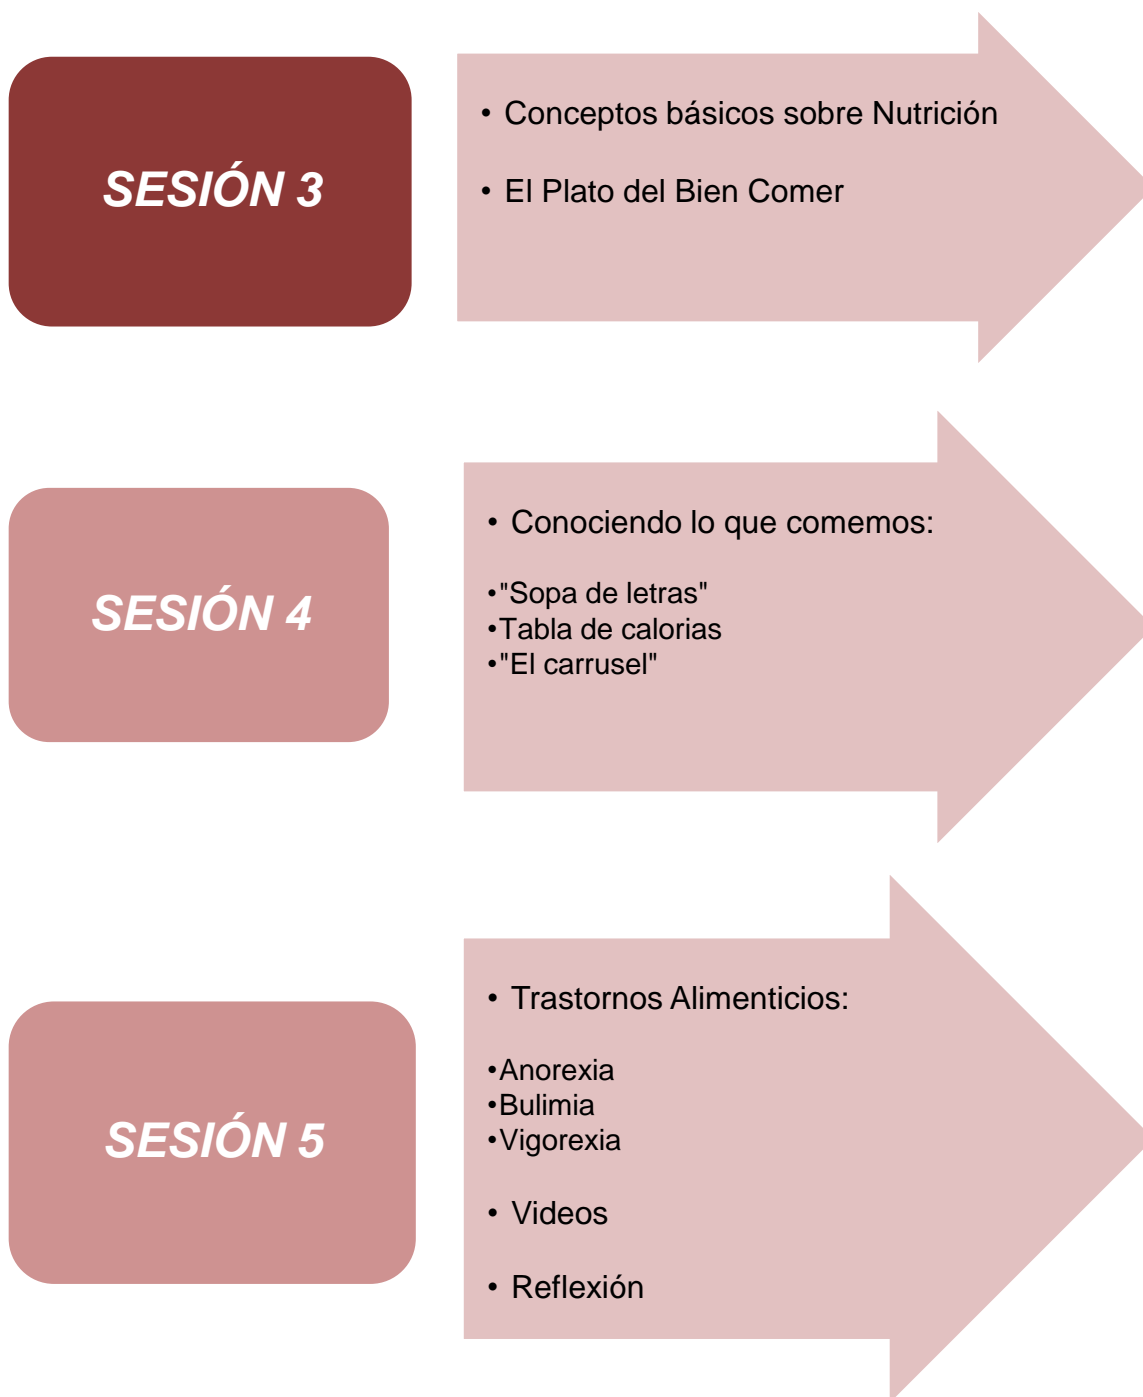 SESIÓN 3
• Conceptos básicos sobre Nutrición
• El Plato del Bien Comer
SESIÓN 4
• Conociendo lo que comemos:
•"Sopa de letras"
•Tabla de calorias
•"El carrusel"
SESIÓN 5
• Trastornos Alimenticios:
•Anorexia
•Bulimia
•Vigorexia
• Videos
• Reflexión